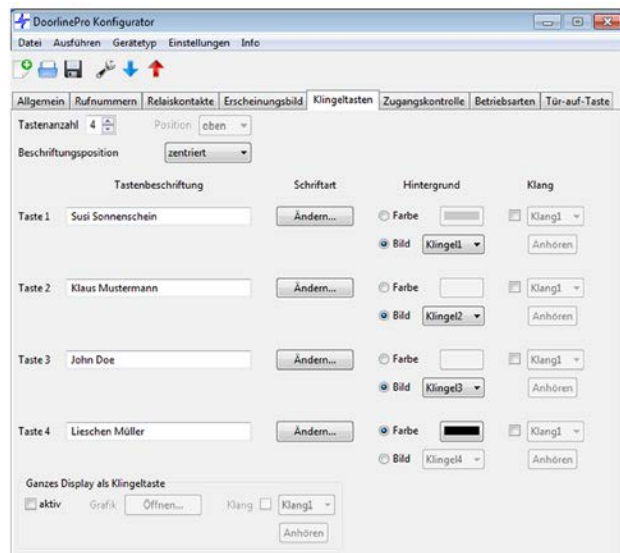 DoorlinePro Konfigurator
Datei Ausführen Gerätetyp Einstellungen Info
Allgemein Rufnummern Relaiskontakte Erscheinungsbild Klingeltasten Zugangskontrolle Betriebsarten Tür-auf-Taste
Tastenanzahl 4 Position oben
Beschriftungsposition zentriert
Tastenbeschriftung Schriftart Hintergrund Klang
Taste 1 Susi Sonnenschein Ändern... Farbe Klang1
Bild Klingel1 Anhören
Taste 2 Klaus Mustermann Ändern... Farbe Klang1
Bild Klingel2 Anhören
Taste 3 John Doe Ändern... Farbe Klang1
Bild Klingel3 Anhören
Taste 4 Lieschen Müller Ändern... Farbe Klang1
Bild Klingel4 Anhören
Ganzes Display als Klingeltaste
aktiv Grafik Öffnen... Klang Klang1
Anhören